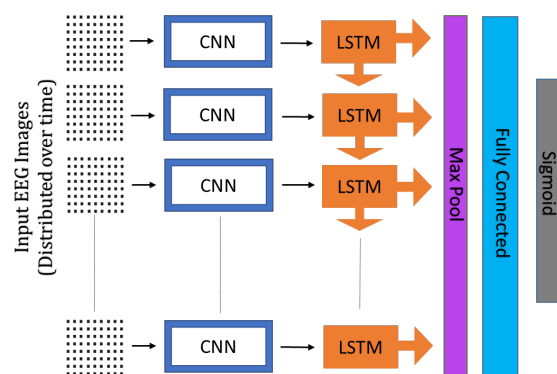 Input EEG Images
(Distributed over time)
CNN
LSTM
CNN
LSTM
CNN
LSTM
CNN
LSTM
Max Pool
Fully Connected
Sigmoid